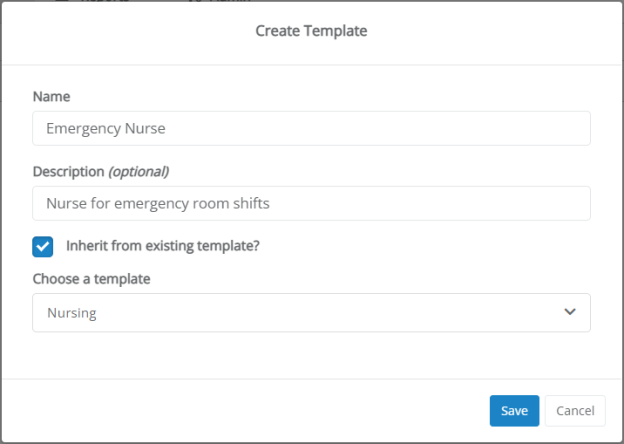 Create Template
Name
Emergency Nurse
Description (optional)
Nurse for emergency room shifts
Inherit from existing template?
Choose a template
Nursing
Save Cancel